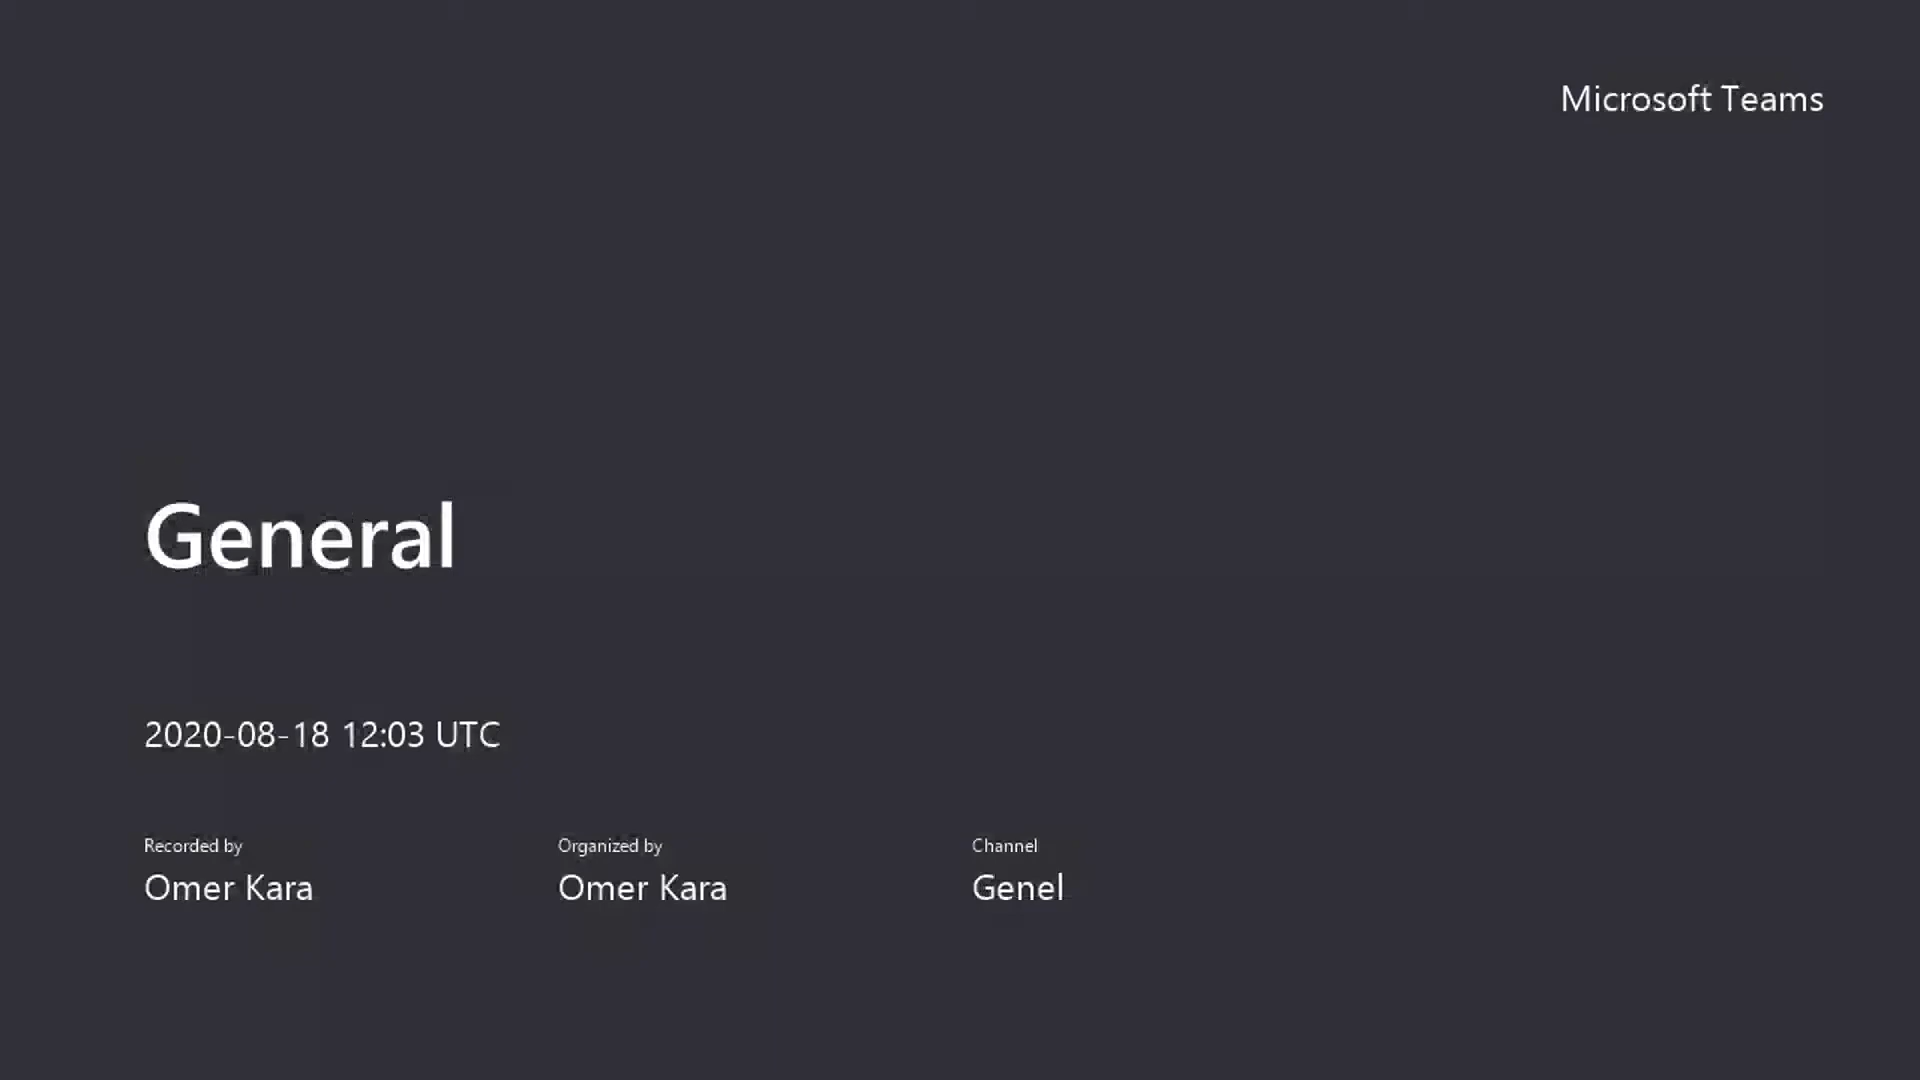 Microsoft Teams
General
2020-08-18 12:03 UTC
Recorded by
Omer Kara
Organized by
Omer Kara
Channel
Genel